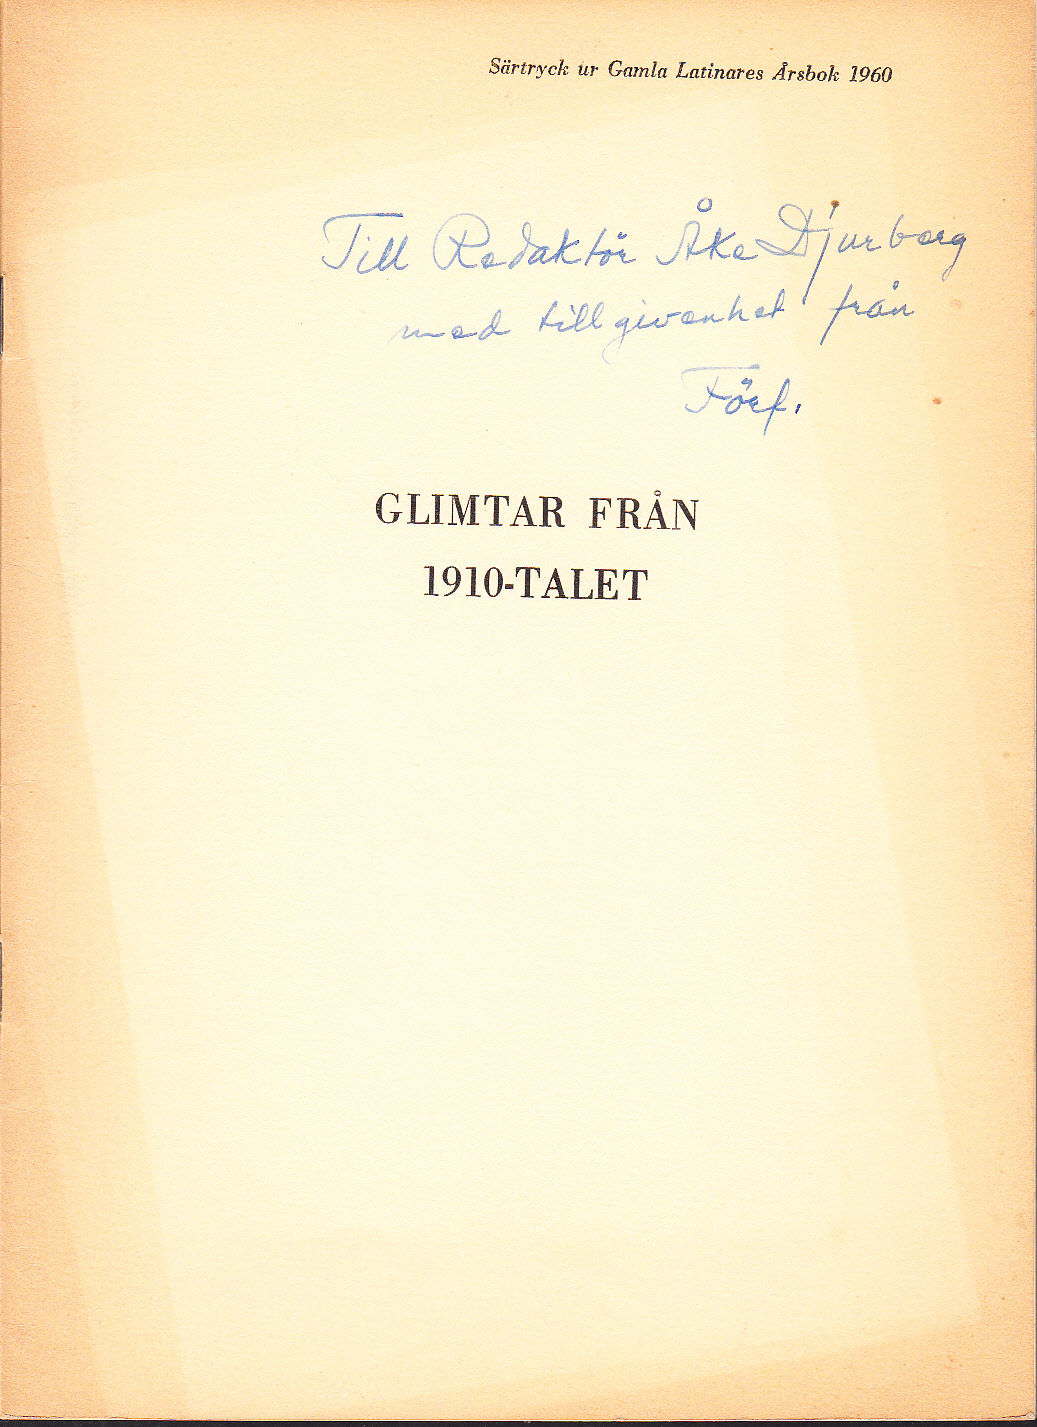 Särtryck ur Gamla Latinares Årsbok 1960
Till Redaktör Åke Djurberg
med tillgivenhet från
Förf.
GLIMTAR FRÅN
1910-TALET